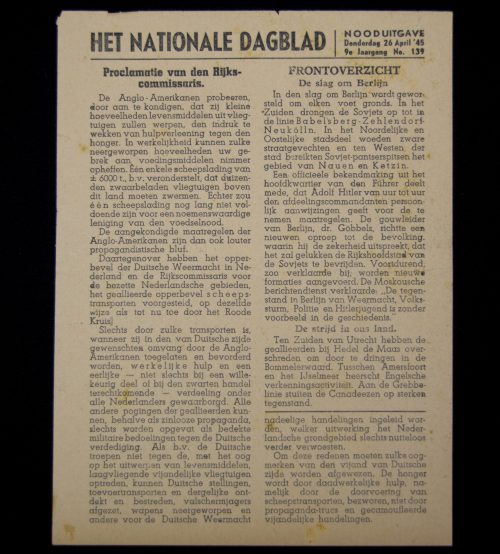 HET NATIONALE DAGBLAD
NOODUITGAVE
Donderdag 26 April '45
9e Jaargang No. 139
Proclamatie van den Rijks-
commissaris.
De Anglo-Amerikanen probeeren,
door aan te kondigen, dat zij kleine
hoeveelheden levensmiddelen uit vlieg-
tuigen zullen werpen, den indruk te
wekken van hulpverleening tegen den
honger. In werkelijkheid kunnen zulke
neergeworpen hoeveelheden uw ge-
brek aan voedingsmiddelen nimmer
opheffen. Één enkele scheepslading van
6000 t., b.v. veronderstelt, dat duizen-
den zwaarbeladen vliegtuigen boven
dit land moeten zwermen. Echter zou
één scheepslading nog lang niet vol-
doende zijn voor een noemenswaardige
leniging van den voedselnood.
De aangekondigde maatregelen der
Anglo-Amerikanen zijn dan ook louter
propagandistische bluf.
Daartegenover hebben het opper-
bevel der Duitsche Weermacht in Ne-
derland en de Rijkscommissaris voor
de bezette Nederlandsche gebieden,
het geallieerde opperbevel scheeps-
transporten voorgesteld, op dezelfde
wijze als tot nu toe door het Roode
Kruis)
Slechts door zulke transporten is,
wanneer zij in den van Duitsche zijde
gewenschten omvang door de Anglo-
Amerikanen toegelaten en bevorderd
worden, werkelijke hulp en een
eerlijke — niet slechts bij een wille-
keurig deel of bij den zwarten handel
terechtkomende — verdeeling onder
alle Nederlanders gewaarborgd. Alle
andere pogingen der geallieerden kun-
nen, behalve als zinlooze propaganda,
slechts worden opgevat als bedekte
militaire bedoelingen tegen de Duitsche
verdediging. Als b.v. de Duitsche
troepen niet tegen de, met het oog
op het uitwerpen van levensmiddelen,
laagvliegende vijandelijke vliegtuigen
optreden, kunnen Duitsche stellingen,
toevoertransporten en dergelijke ont-
dekt en bestreden, valschermjagers
afgezet, wapens neergeworpen en
andere voor de Duitsche Weermacht
FRONTOVERZICHT
De slag om Berlijn
In den slag om Berlijn wordt gewor-
steld om elken voet gronds. In het
Zuiden drongen de Sovjets op tot in
de linie Babelsberg-Zehlendorf-
Neukölln. In het Noordelijke en
Oostelijke stadsdeel woeden zware
straatgevechten en ten Westen der
stad bereikten Sovjet-pantserspitsen het
gebied van Nauen en Ketzin.
Een officieele bekendmaking uit het
hoofdkwartier van den Führer deelt
mede, dat Adolf Hitler van uur tot uur
den afdeelingscommandanten persoon-
lijk aanwijzingen geeft voor de te
nemen maatregelen. De gouwleider
van Berlijn, dr. Göbbels, richtte een
nieuwen oproep tot de bevolking,
waarin hij de zekerheid uitspreekt, dat
het zal gelukken de Rijkshoofdstad van
de Sovjets te bevrijden. Voortdurend,
zoo verklaarde hij, worden nieuwe
formaties aangevoerd. De Moskousche
berichtendienst verklaarde: „De tegen-
stand in Berlijn van Weermacht, Volks-
sturm, Politie en Hitlerjugend is zonder
voorbeeld in de geschiedenis."
De strijd in ons land.
Ten Zuiden van Utrecht hebben de
geallieerden bij Hedel de Maas over-
schreden om door te dringen in de
Bommelerwaard. Tusschen Amersfoort
en het IJselmeer heerscht Engelsche
verkenningsactiviteit. Aan de Grebbe-
linie stuiten de Canadeezen op sterken
tegenstand.
nadeelige handelingen ingeleid wor-
den, welker uitwerking het Neder-
landsche grondgebied slechts nutteloos
verder verwoesten.
Om deze redenen moeten zulke oog-
merken van den vijand van Duitsche
zijde worden afgewezen. De honger
wordt door daadwerkelijke hulp, na-
melijk door de doorvoering van
scheepstransporten, bezworen, niet door
propaganda-trucs en gecamoufleerde
vijandelijke handelingen.